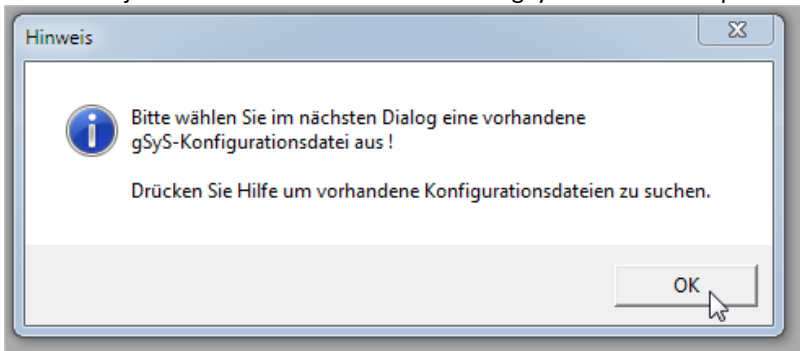 Hinweis
Bitte wählen Sie im nächsten Dialog eine vorhandene
gSyS-Konfigurationsdatei aus !
Drücken Sie Hilfe um vorhandene Konfigurationsdateien zu suchen.
OK